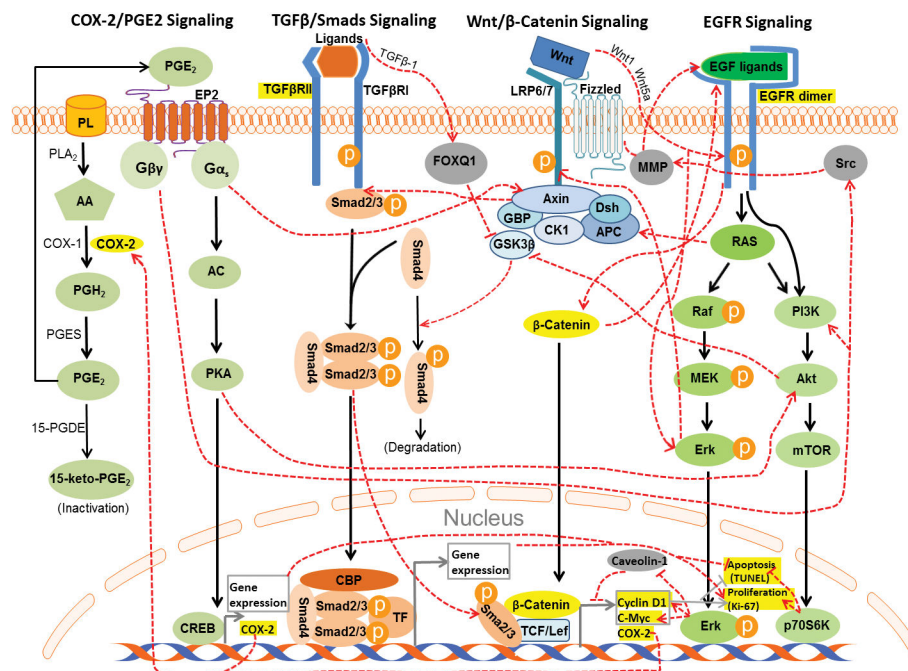 COX-2/PGE2 Signaling
TGFβ/Smads Signaling
Wnt/β-Catenin Signaling
EGFR Signaling
PGE2
EP2
PL
PLA2
Gβγ
Gαs
AA
COX-1
COX-2
AC
PGH2
PGES
PGE2
PKA
15-PGDE
15-keto-PGE2
(Inactivation)
Ligands
TGFβ-1
TGFβRII
TGFβRI
p
FOXQ1
Smad2/3
p
Smad4
Smad2/3
p
Smad4
Smad2/3
p
p
Smad4
(Degradation)
Wnt
Wnt1
Wnt5a
LRP6/7
Fizzled
p
MMP
Axin
GBP
Dsh
GSK3β
CK1
APC
β-Catenin
EGF ligands
EGFR dimer
p
Src
RAS
Raf
p
PI3K
MEK
p
Akt
Erk
p
mTOR
Nucleus
Gene
expression
CREB
COX-2
CBP
Smad4
Smad2/3
p
Smad2/3
p
TF
Gene
expression
p
Sma2/3
β-Catenin
TCF/Lef
Caveolin-1
Cyclin D1
C-Myc
COX-2
Apoptosis
(TUNEL)
Proliferation
(Ki-67)
Erk
p
p70S6K